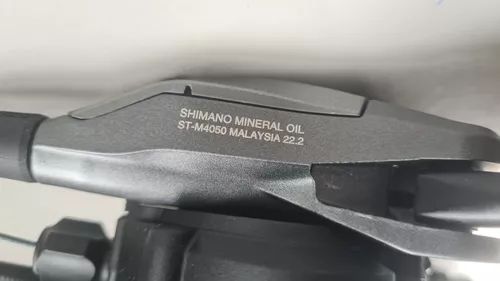 SHIMANO MINERAL OIL
ST-M4050 MALAYSIA 22.2